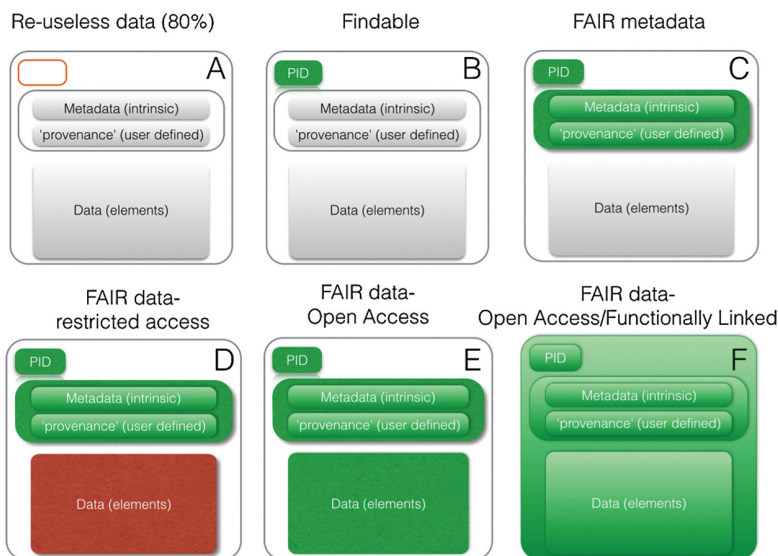 Re-useless data (80%)
Findable
FAIR metadata
A
Metadata (intrinsic)
'provenance' (user defined)
Data (elements)
PID
B
Metadata (intrinsic)
'provenance' (user defined)
Data (elements)
PID
C
Metadata (intrinsic)
'provenance' (user defined)
Data (elements)
FAIR data-
restricted access
FAIR data-
Open Access
FAIR data-
Open Access/Functionally Linked
PID
D
Metadata (intrinsic)
'provenance' (user defined)
Data (elements)
PID
E
Metadata (intrinsic)
'provenance' (user defined)
Data (elements)
PID
F
Metadata (intrinsic)
'provenance' (user defined)
Data (elements)